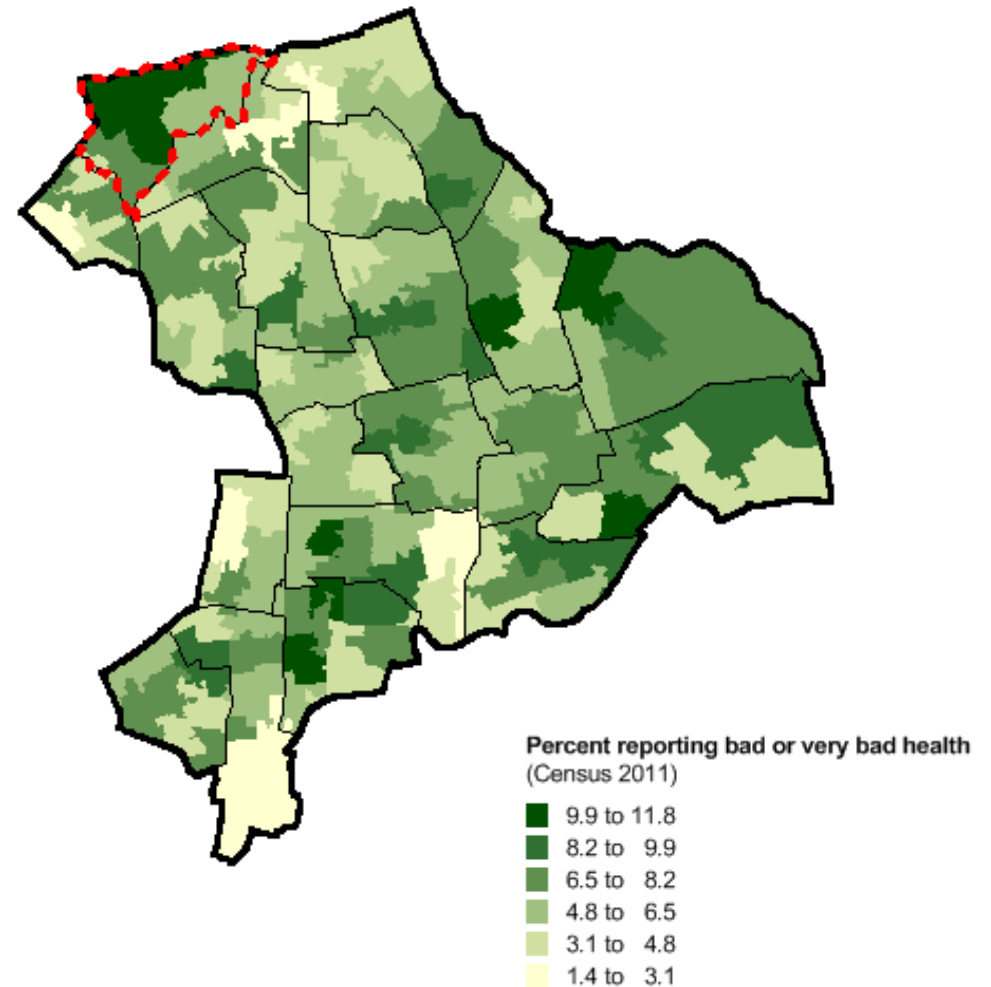 Percent reporting bad or very bad health
(Census 2011)
9.9 to 11.8
8.2 to 9.9
6.5 to 8.2
4.8 to 6.5
3.1 to 4.8
1.4 to 3.1